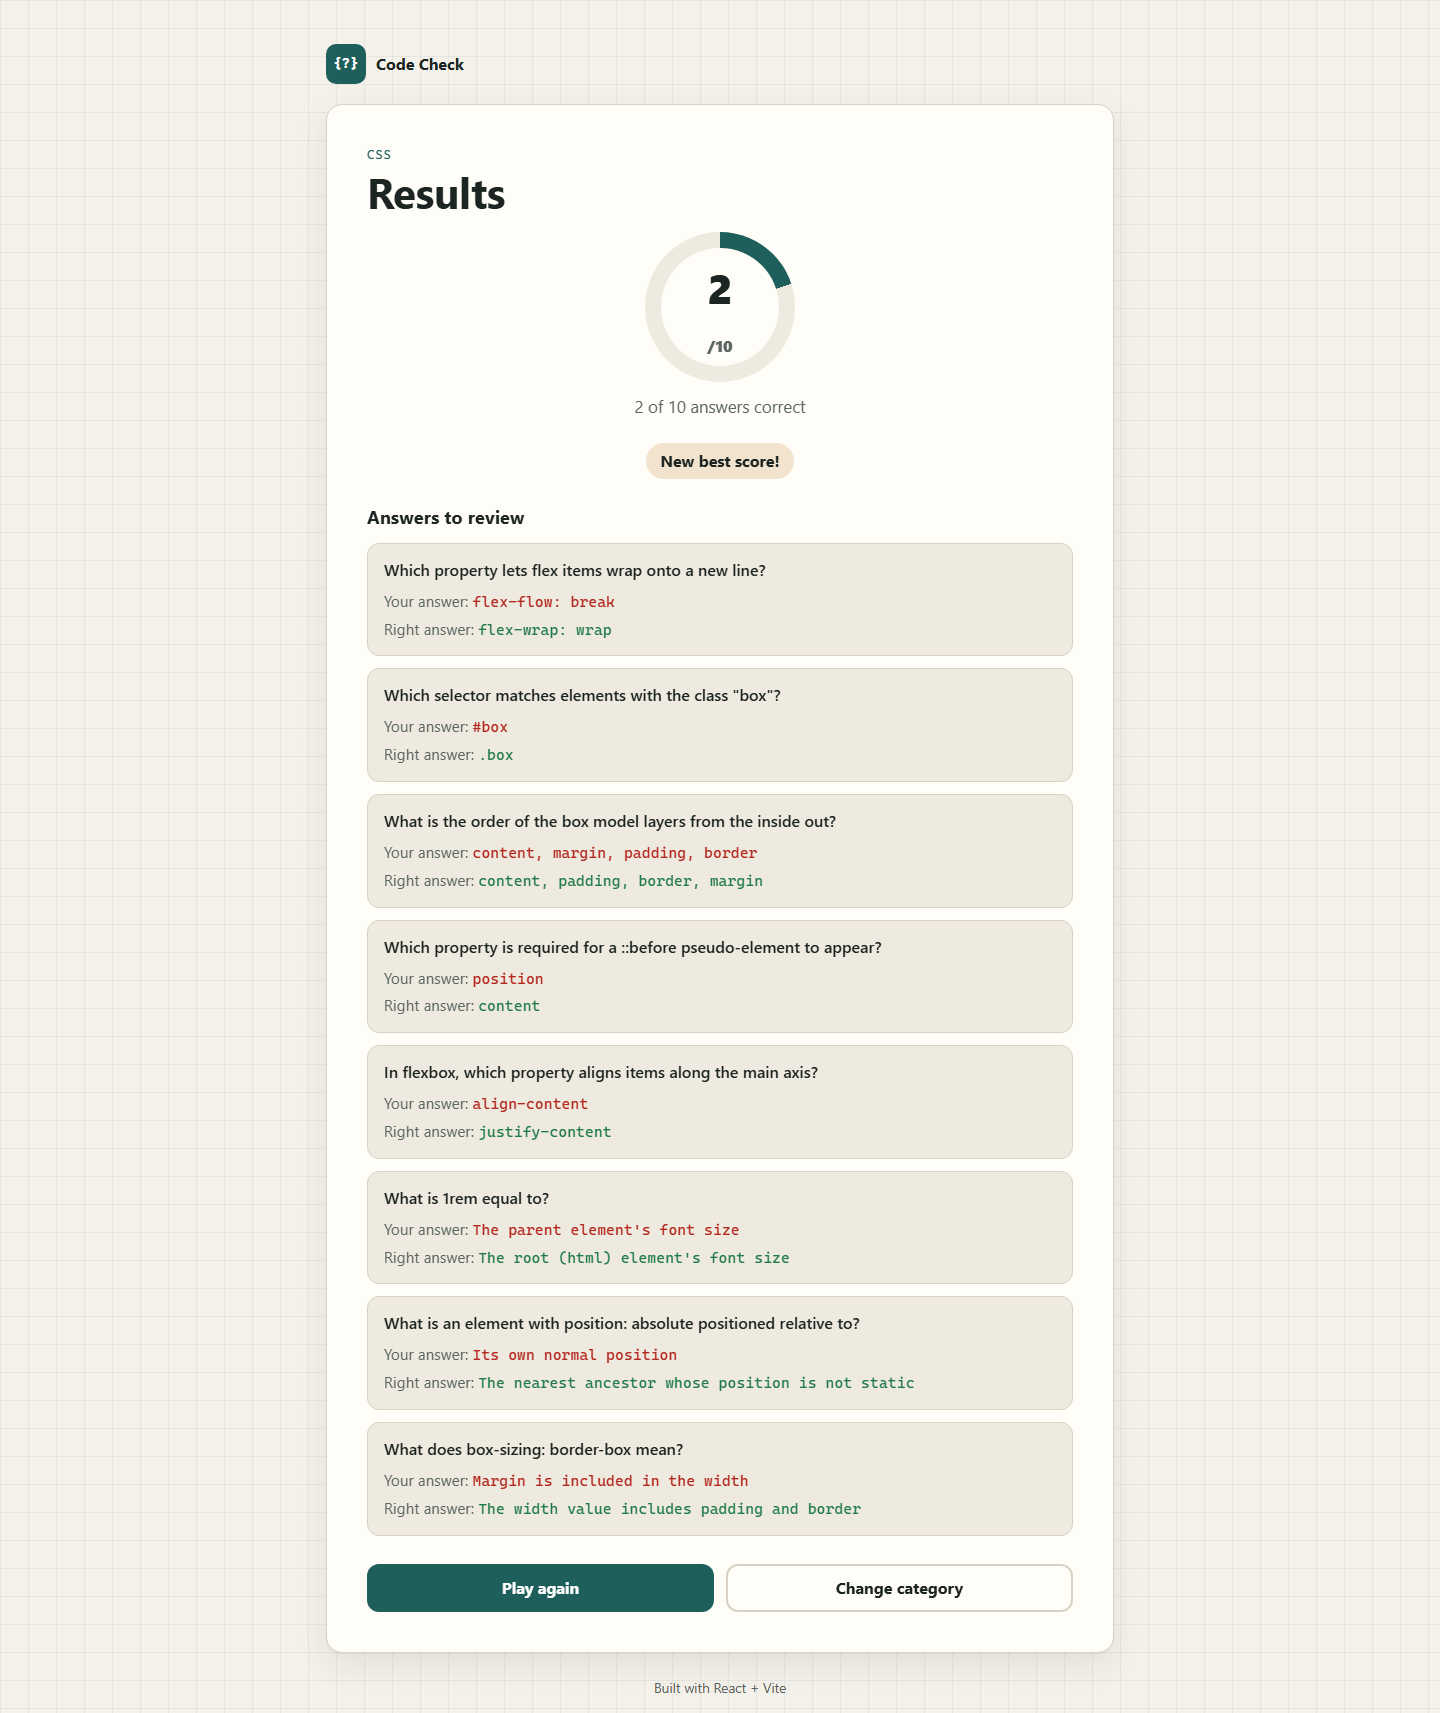 {?} Code Check
CSS
Results
2
/10
2 of 10 answers correct
New best score!
Answers to review
Which property lets flex items wrap onto a new line?
Your answer: flex-flow: break
Right answer: flex-wrap: wrap
Which selector matches elements with the class "box"?
Your answer: #box
Right answer: .box
What is the order of the box model layers from the inside out?
Your answer: content, margin, padding, border
Right answer: content, padding, border, margin
Which property is required for a ::before pseudo-element to appear?
Your answer: position
Right answer: content
In flexbox, which property aligns items along the main axis?
Your answer: align-content
Right answer: justify-content
What is 1rem equal to?
Your answer: The parent element's font size
Right answer: The root (html) element's font size
What is an element with position: absolute positioned relative to?
Your answer: Its own normal position
Right answer: The nearest ancestor whose position is not static
What does box-sizing: border-box mean?
Your answer: Margin is included in the width
Right answer: The width value includes padding and border
Play again
Change category
Built with React + Vite